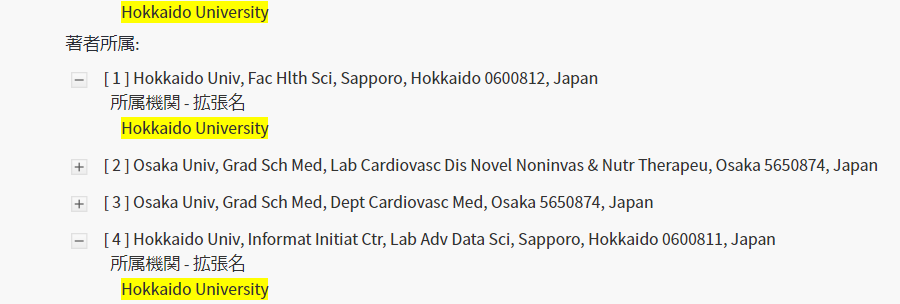 Hokkaido University
著者所属:
[ 1 ] Hokkaido Univ, Fac Hlth Sci, Sapporo, Hokkaido 0600812, Japan
所属機関 - 拡張名
Hokkaido University
[ 2 ] Osaka Univ, Grad Sch Med, Lab Cardiovasc Dis Novel Noninvas & Nutr Therapeu, Osaka 5650874, Japan
[ 3 ] Osaka Univ, Grad Sch Med, Dept Cardiovasc Med, Osaka 5650874, Japan
[ 4 ] Hokkaido Univ, Informat Initiat Ctr, Lab Adv Data Sci, Sapporo, Hokkaido 0600811, Japan
所属機関 - 拡張名
Hokkaido University